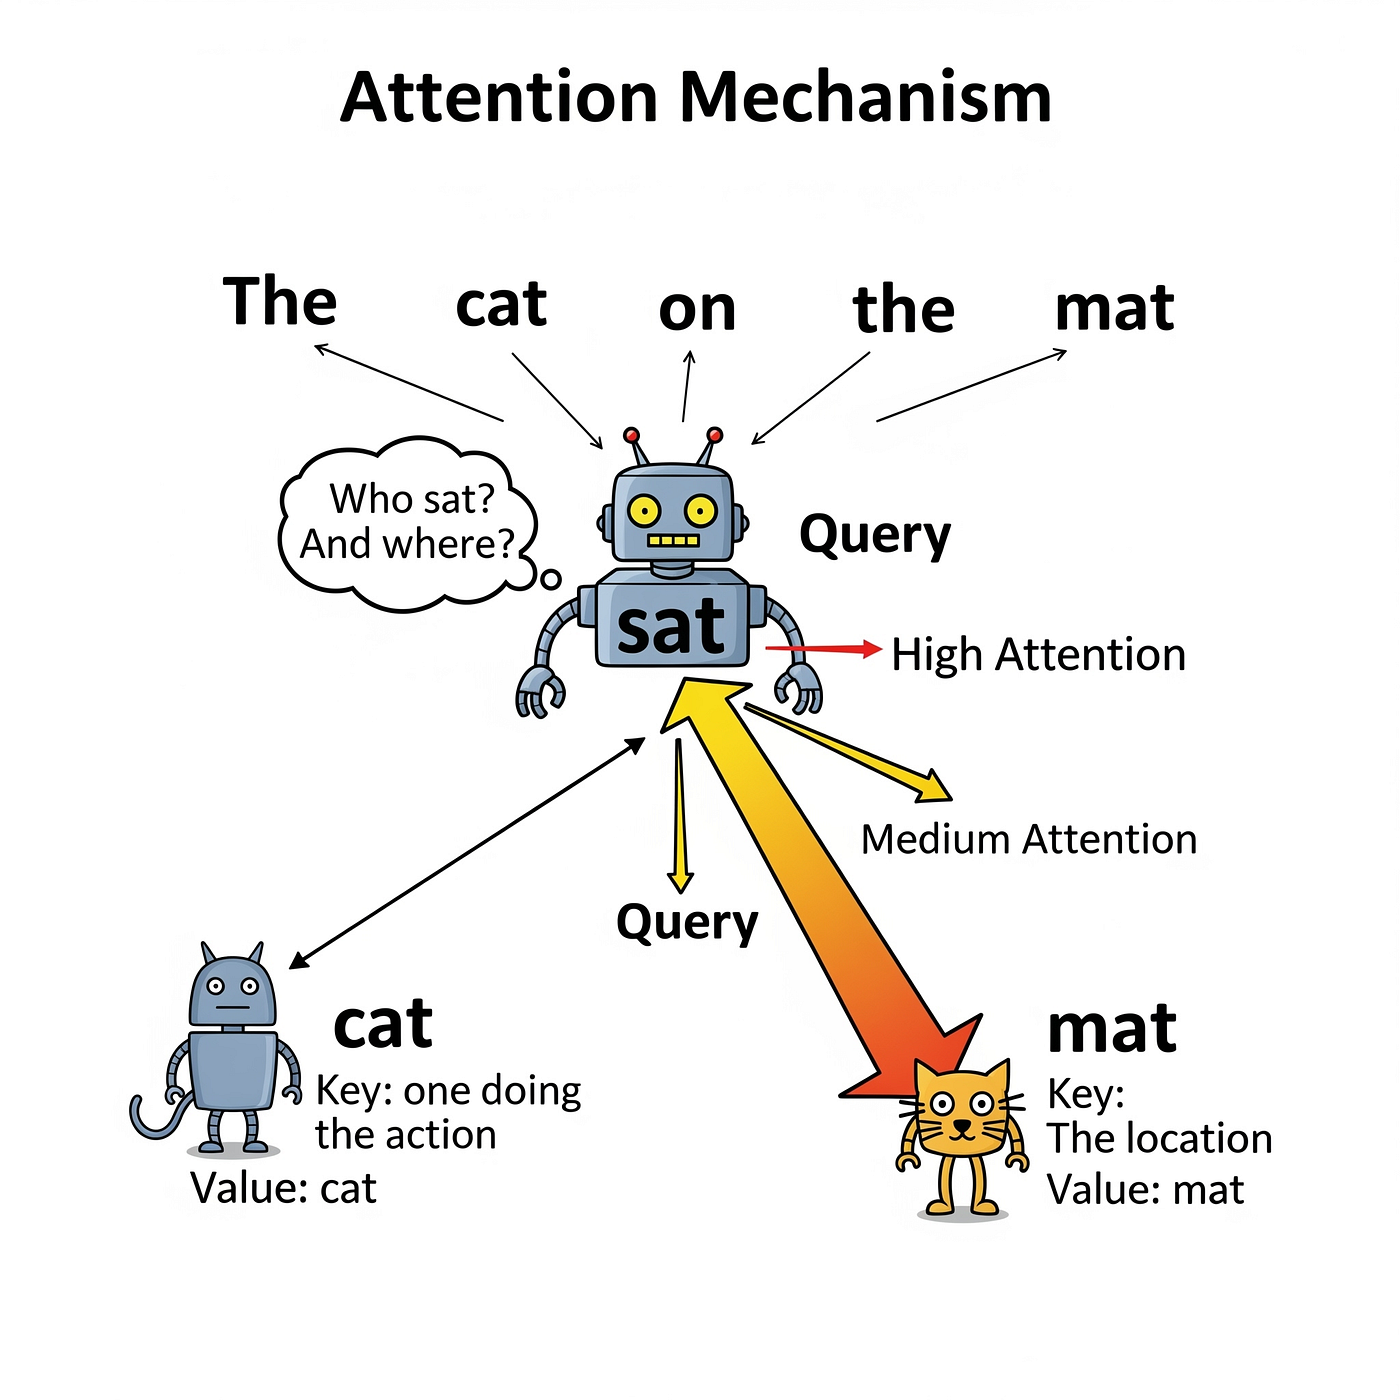 Attention Mechanism
The cat on the mat
Who sat?
And where?
Query
sat
High Attention
Medium Attention
Query
cat
Key: one doing
the action
Value: cat
mat
Key:
The location
Value: mat